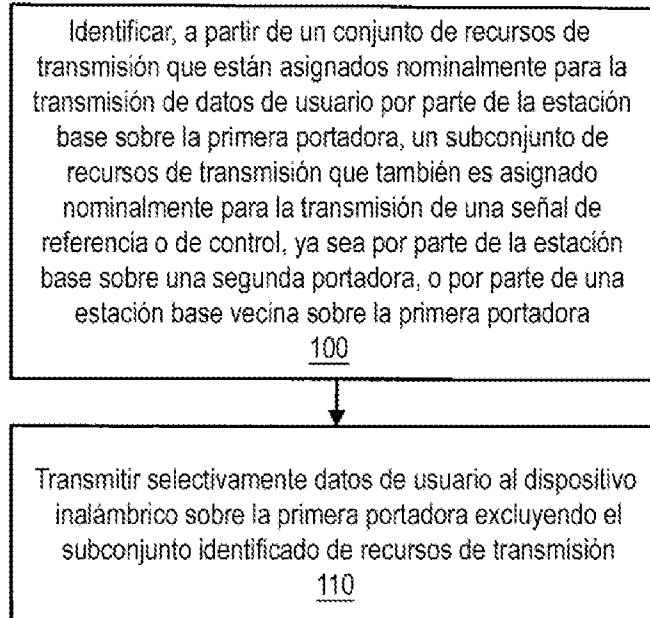 Identificar, a partir de un conjunto de recursos de
transmisión que están asignados nominalmente para la
transmisión de datos de usuario por parte de la estación
base sobre la primera portadora, un subconjunto de
recursos de transmisión que también es asignado
nominalmente para la transmisión de una señal de
referencia o de control, ya sea por parte de la estación
base sobre una segunda portadora, o por parte de una
estación base vecina sobre la primera portadora
100
Transmitir selectivamente datos de usuario al dispositivo
inalámbrico sobre la primera portadora excluyendo el
subconjunto identificado de recursos de transmisión
110